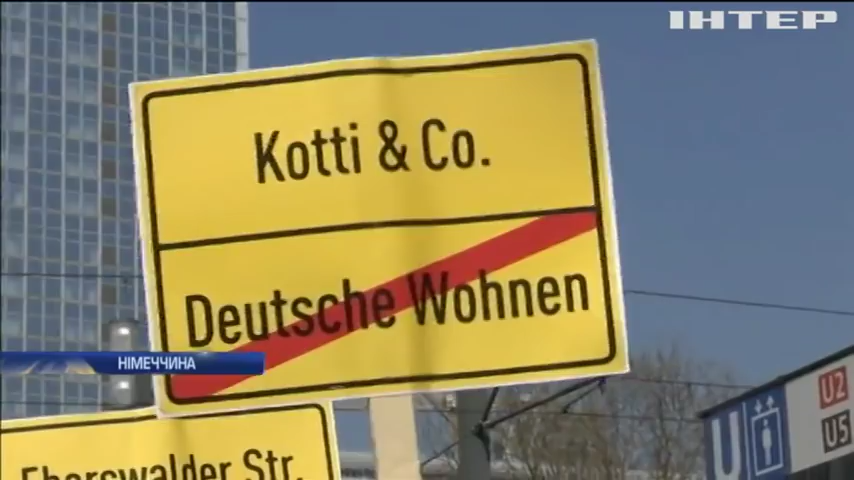 ІНТЕР
Kotti & Co.
Deutsche Wohnen
НІМЕЧЧИНА
Eberswalder Str.
U
U2
U5